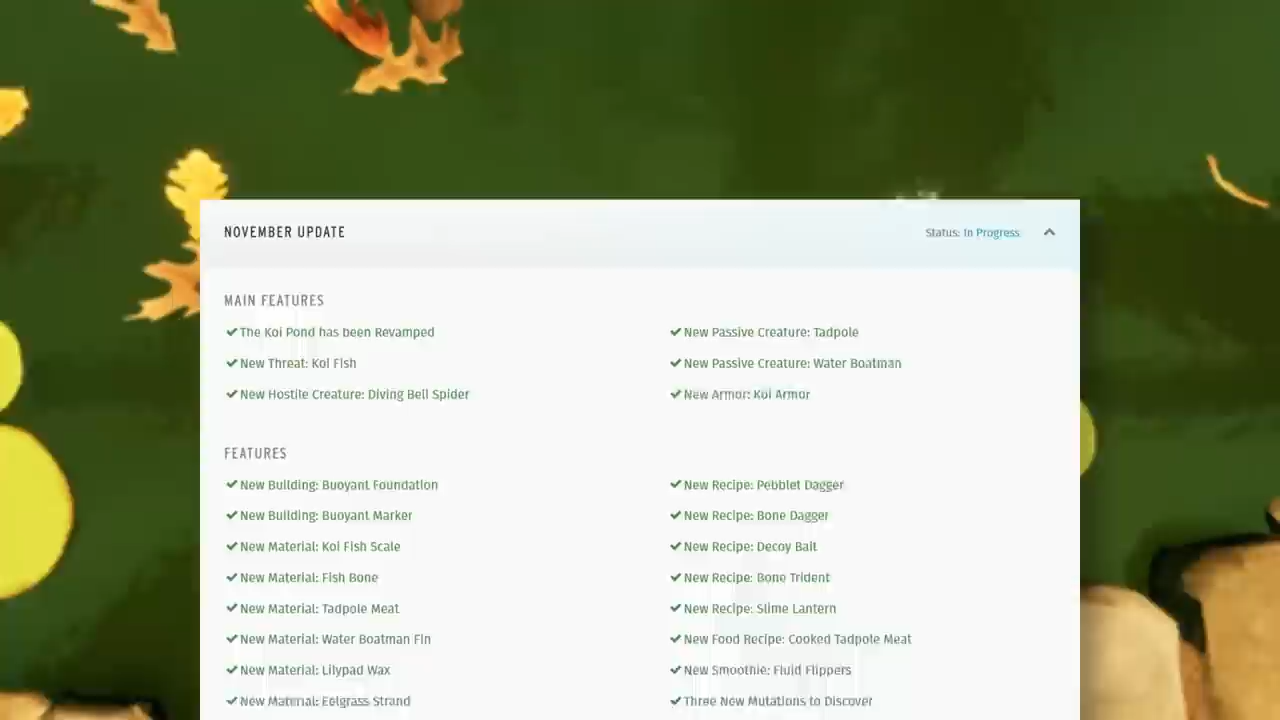 NOVEMBER UPDATE
Status: In Progress
MAIN FEATURES
The Koi Pond has been Revamped
New Threat: Koi Fish
New Hostile Creature: Diving Bell Spider
New Passive Creature: Tadpole
New Passive Creature: Water Boatman
New Armor: Koi Armor
FEATURES
New Building: Buoyant Foundation
New Building: Buoyant Marker
New Material: Koi Fish Scale
New Material: Fish Bone
New Material: Tadpole Meat
New Material: Water Boatman Fin
New Material: Lilypad Wax
New Material: Eelgrass Strand
New Recipe: Pebblet Dagger
New Recipe: Bone Dagger
New Recipe: Decoy Bait
New Recipe: Bone Trident
New Recipe: Slime Lantern
New Food Recipe: Cooked Tadpole Meat
New Smoothie: Fluid Flippers
Three New Mutations to Discover